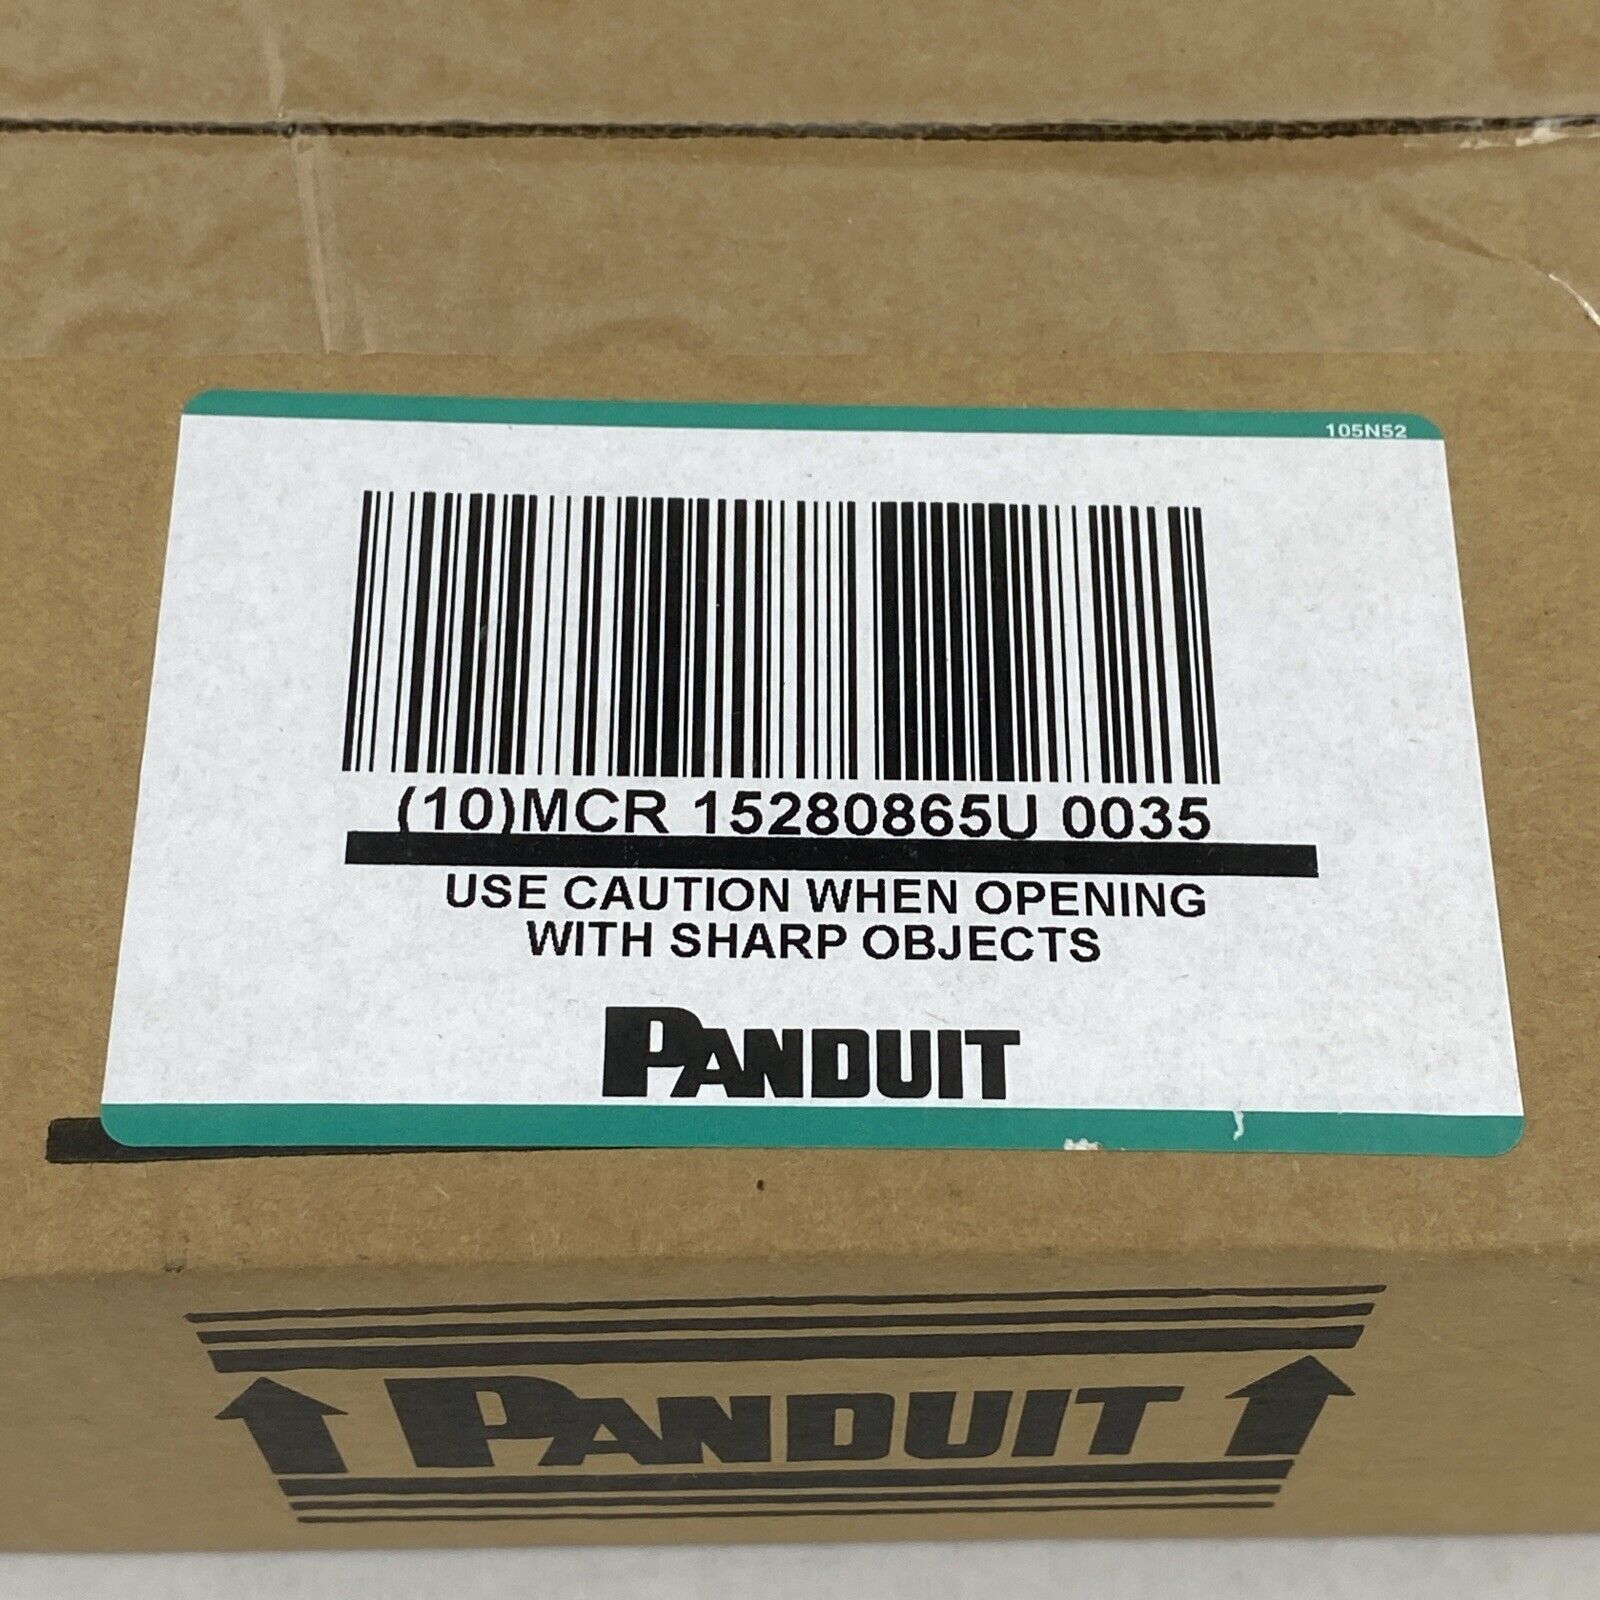 105N52
(10)MCR 15280865U 0035
USE CAUTION WHEN OPENING
WITH SHARP OBJECTS
PANDUIT
PANDUIT